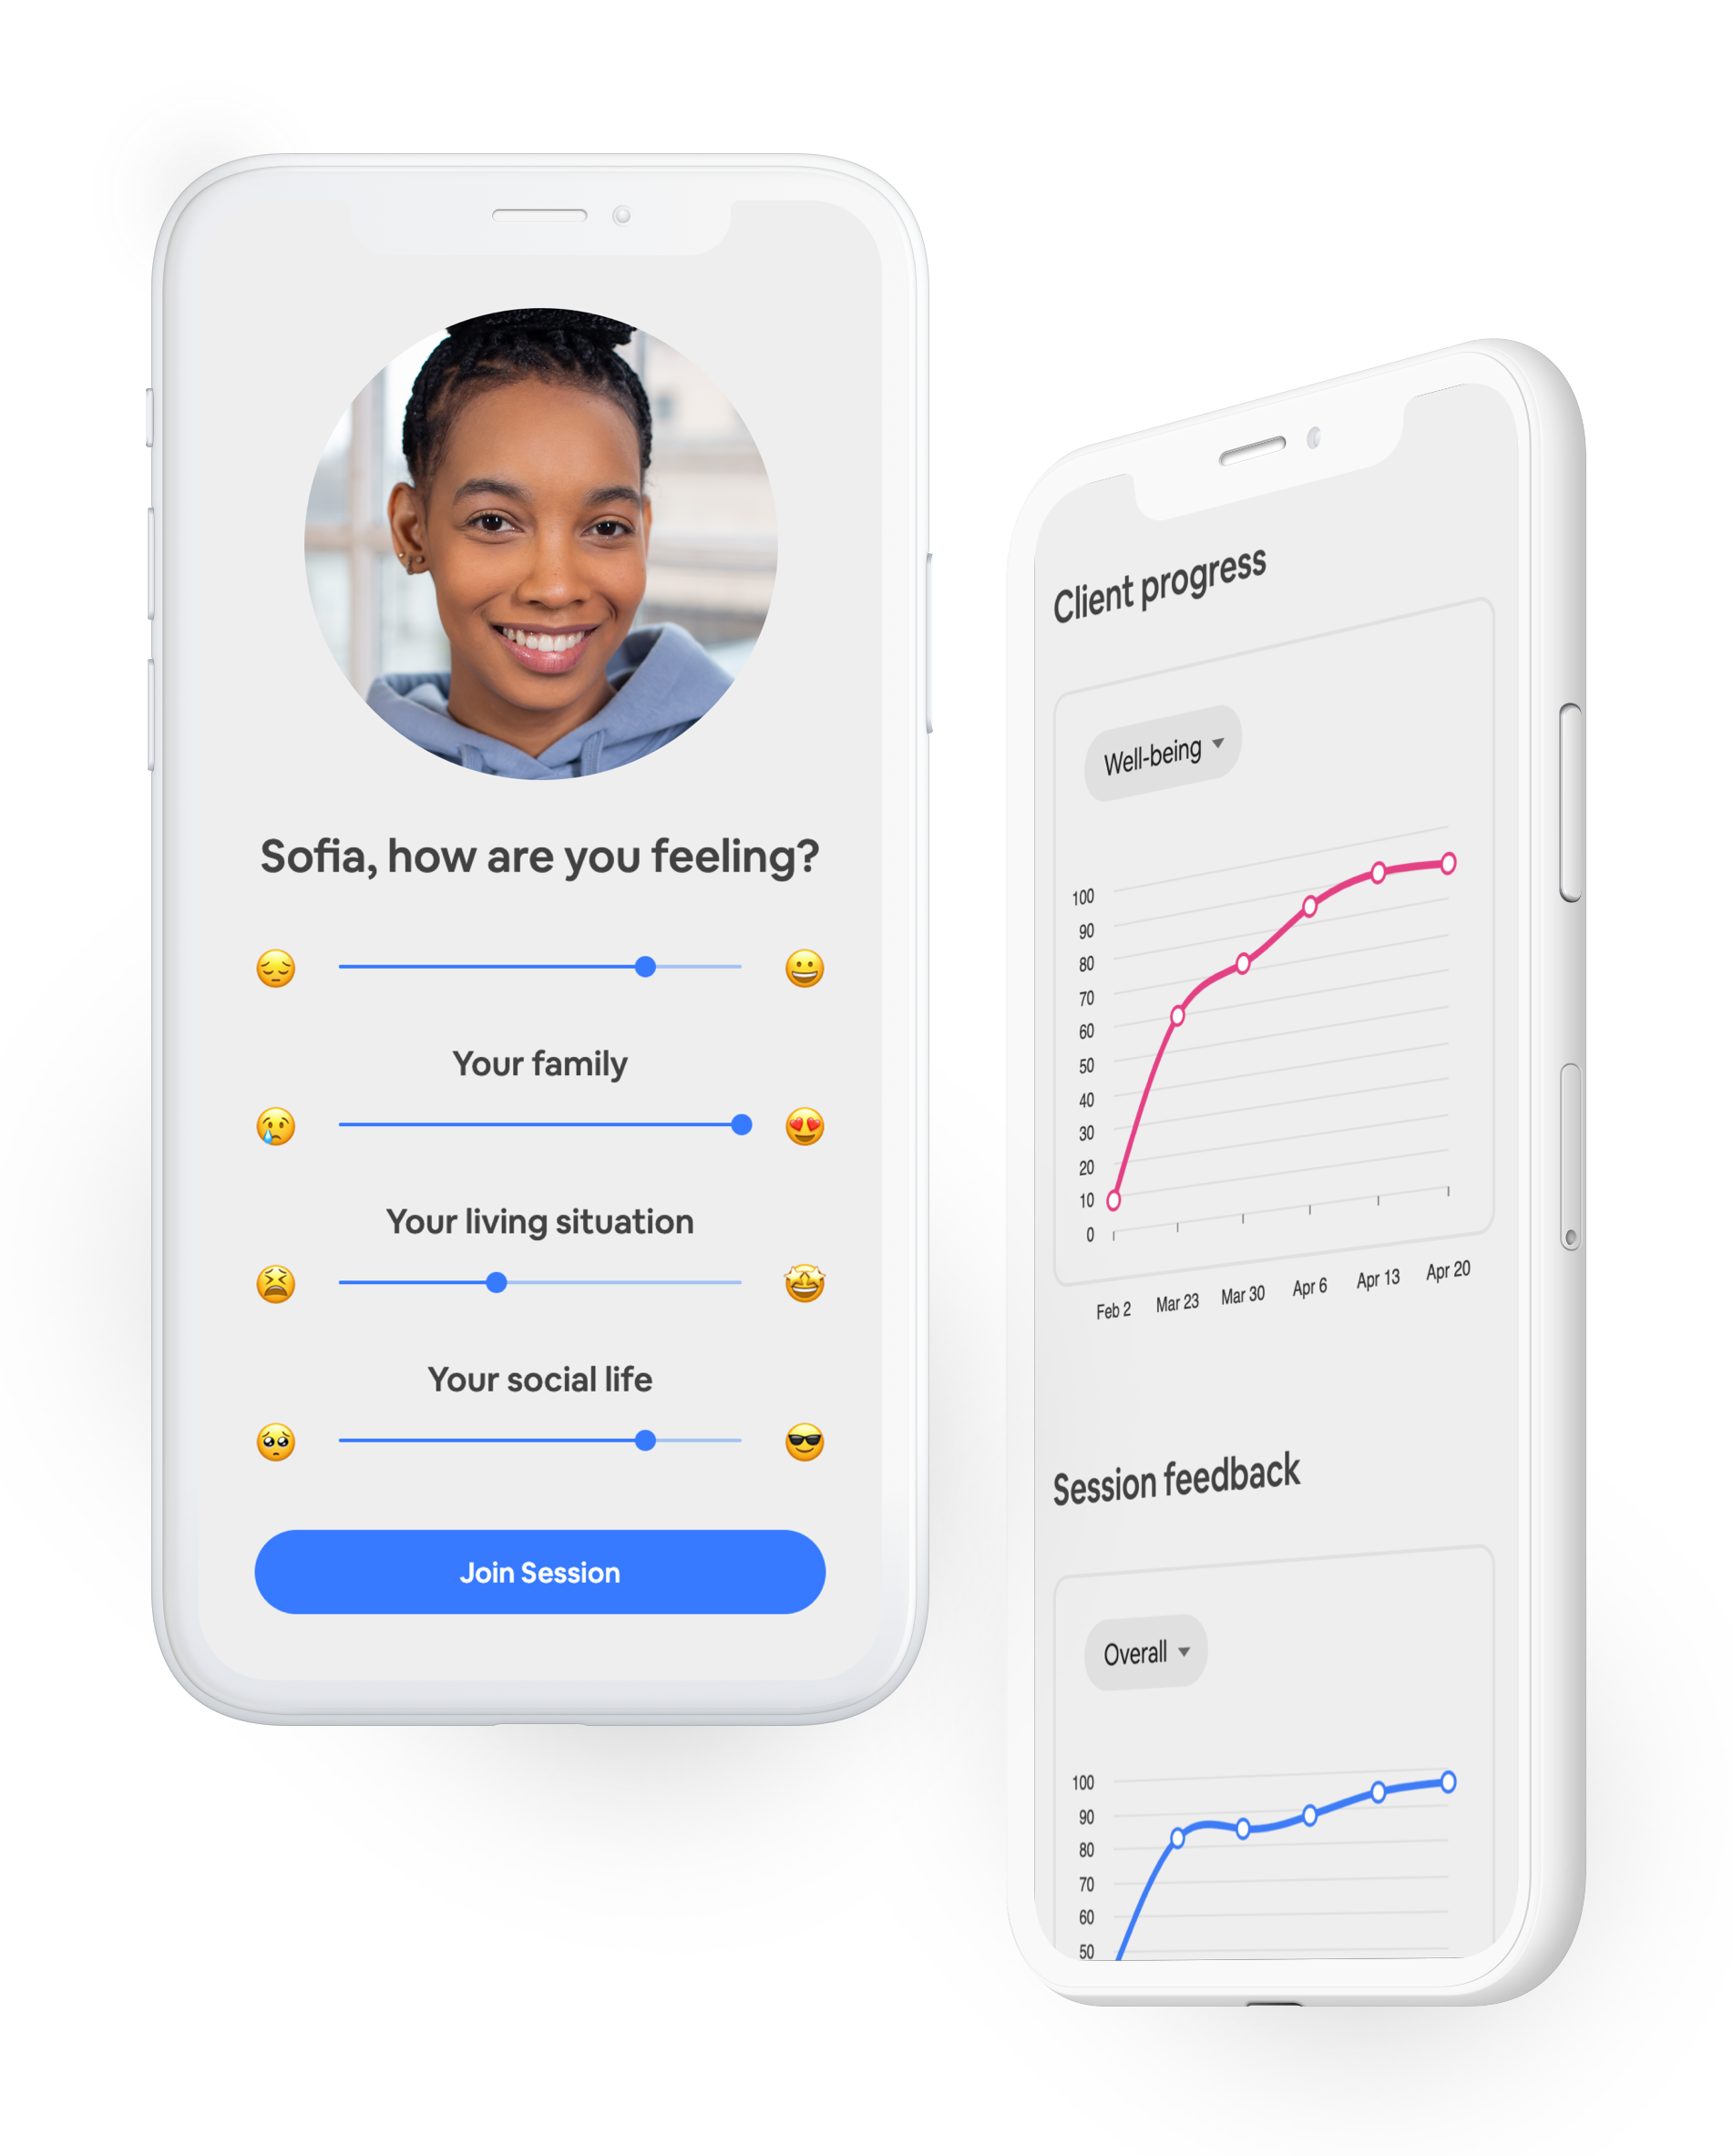 Sofia, how are you feeling?
Your family
Your living situation
Your social life
Join Session
Client progress
Well-being
100
90
80
70
60
50
40
30
20
10
0
Feb 2 Mar 23 Mar 30 Apr 6 Apr 13 Apr 20
Session feedback
Overall
100
90
80
70
60
50